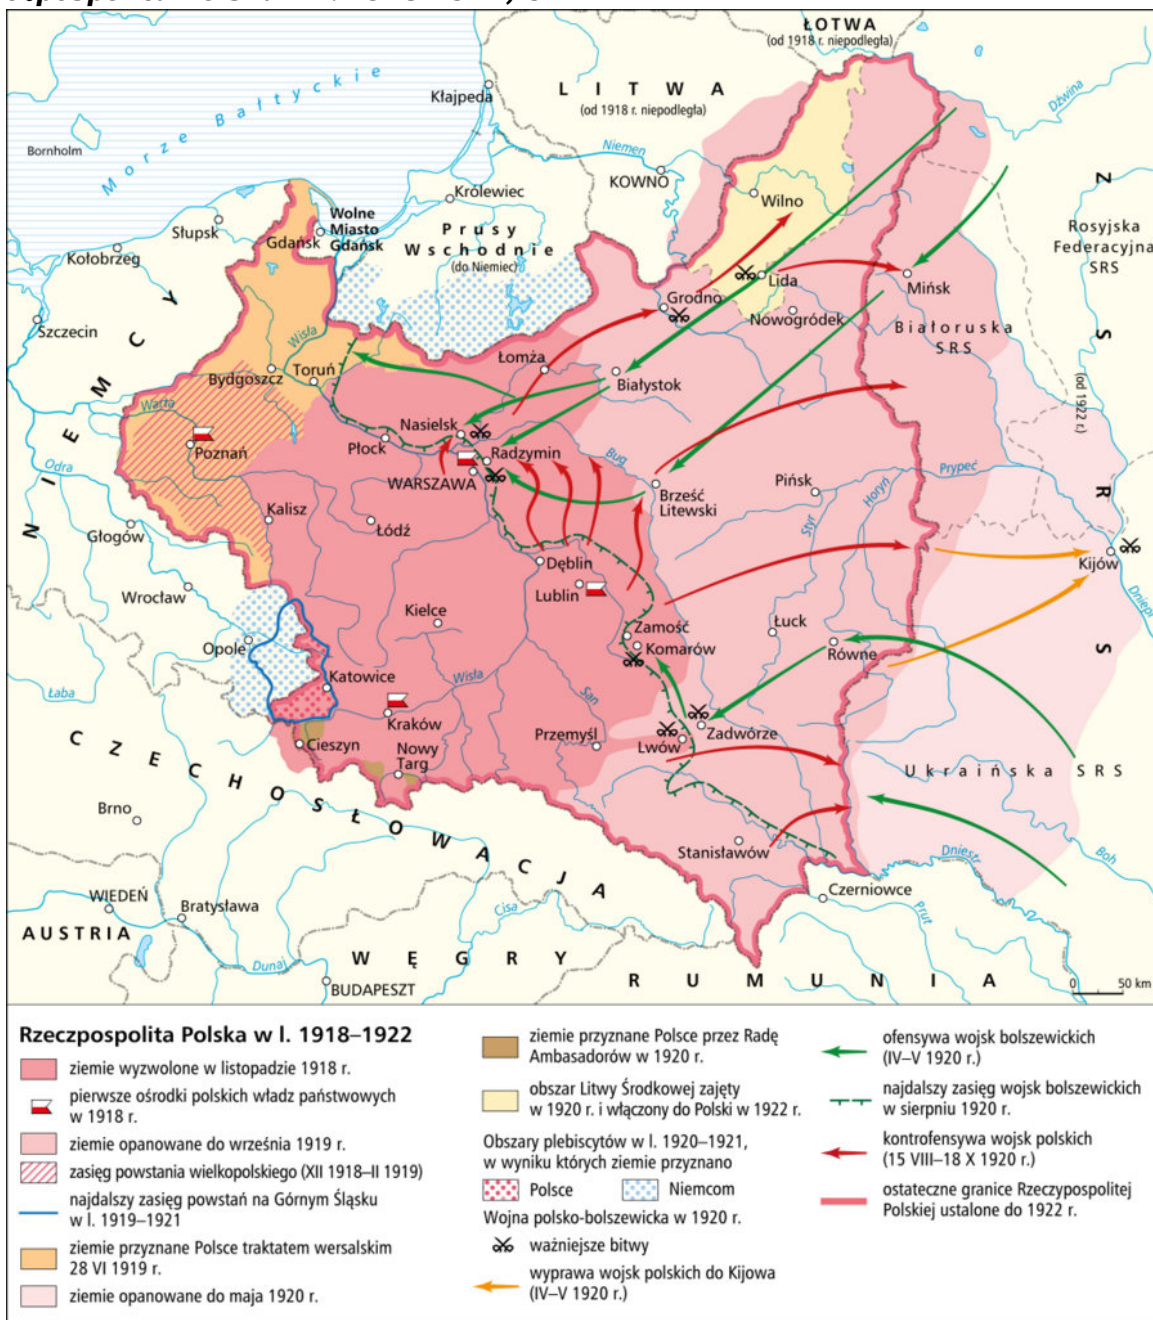 ŁOTWA
(od 1918 r. niepodległa)
LITWA
(od 1918 r. niepodległa)
Morze Bałtyckie
Bornholm
Kłajpeda
Dźwina
Niemen
KOWNO
Wilno
Królewiec
Prusy
Wschodnie
(do Niemiec)
Wolne
Miasto
Gdańsk
Gdańsk
Słupsk
Kołobrzeg
Szczecin
NIEMCY
ZSRS
(od 1922 r.)
Rosyjska
Federacyjna
SRS
Białoruska
SRS
Mińsk
Lida
Grodno
Nowogródek
Wisła
Łomża
Białystok
Bydgoszcz
Toruń
Warta
Poznań
Nasielsk
Płock
Radzymin
WARSZAWA
Bug
Brześć
Litewski
Pińsk
Prypeć
Horyń
Styr
Odra
Kalisz
Łódź
Głogów
Dęblin
Lublin
Kijów
Dniepr
Wrocław
Kielce
Zamość
Komarów
Łuck
Równe
Opole
Katowice
Wisła
San
Łaba
Kraków
Przemyśl
Lwów
Zadwórze
Cieszyn
Nowy
Targ
Ukraińska SRS
CZECHOSŁOWACJA
Brno
Stanisławów
Dniestr
Boh
Czerniowce
Prut
WIEDEŃ
Bratysława
Cisa
AUSTRIA
Dunaj
WĘGRY
BUDAPESZT
RUMUNIA
0 50 km
Rzeczpospolita Polska w l. 1918–1922
ziemie wyzwolone w listopadzie 1918 r.
pierwsze ośrodki polskich władz państwowych
w 1918 r.
ziemie opanowane do września 1919 r.
zasięg powstania wielkopolskiego (XII 1918–II 1919)
najdalszy zasięg powstań na Górnym Śląsku
w l. 1919–1921
ziemie przyznane Polsce traktatem wersalskim
28 VI 1919 r.
ziemie opanowane do maja 1920 r.
ziemie przyznane Polsce przez Radę
Ambasadorów w 1920 r.
obszar Litwy Środkowej zajęty
w 1920 r. i włączony do Polski w 1922 r.
Obszary plebiscytów w l. 1920–1921,
w wyniku których ziemie przyznano
Polsce Niemcom
Wojna polsko-bolszewicka w 1920 r.
ważniejsze bitwy
wyprawa wojsk polskich do Kijowa
(IV–V 1920 r.)
ofensywa wojsk bolszewickich
(IV–V 1920 r.)
najdalszy zasięg wojsk bolszewickich
w sierpniu 1920 r.
kontrofensywa wojsk polskich
(15 VIII–18 X 1920 r.)
ostateczne granice Rzeczypospolitej
Polskiej ustalone do 1922 r.